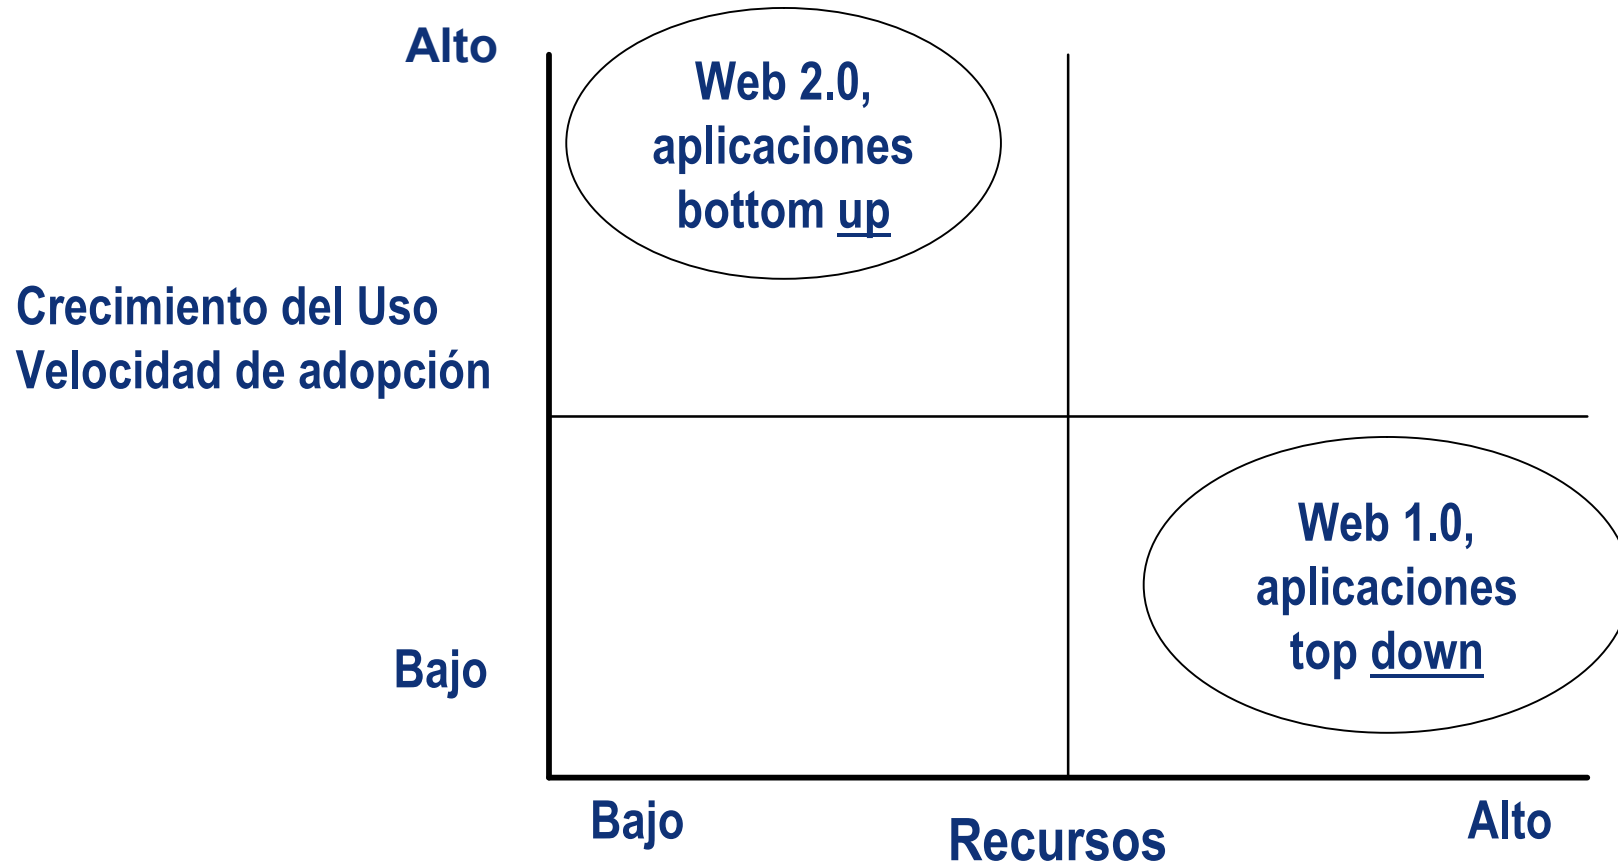 Alto
Web 2.0,
aplicaciones
bottom up
Crecimiento del Uso
Velocidad de adopción
Web 1.0,
aplicaciones
top down
Bajo
Bajo
Recursos
Alto